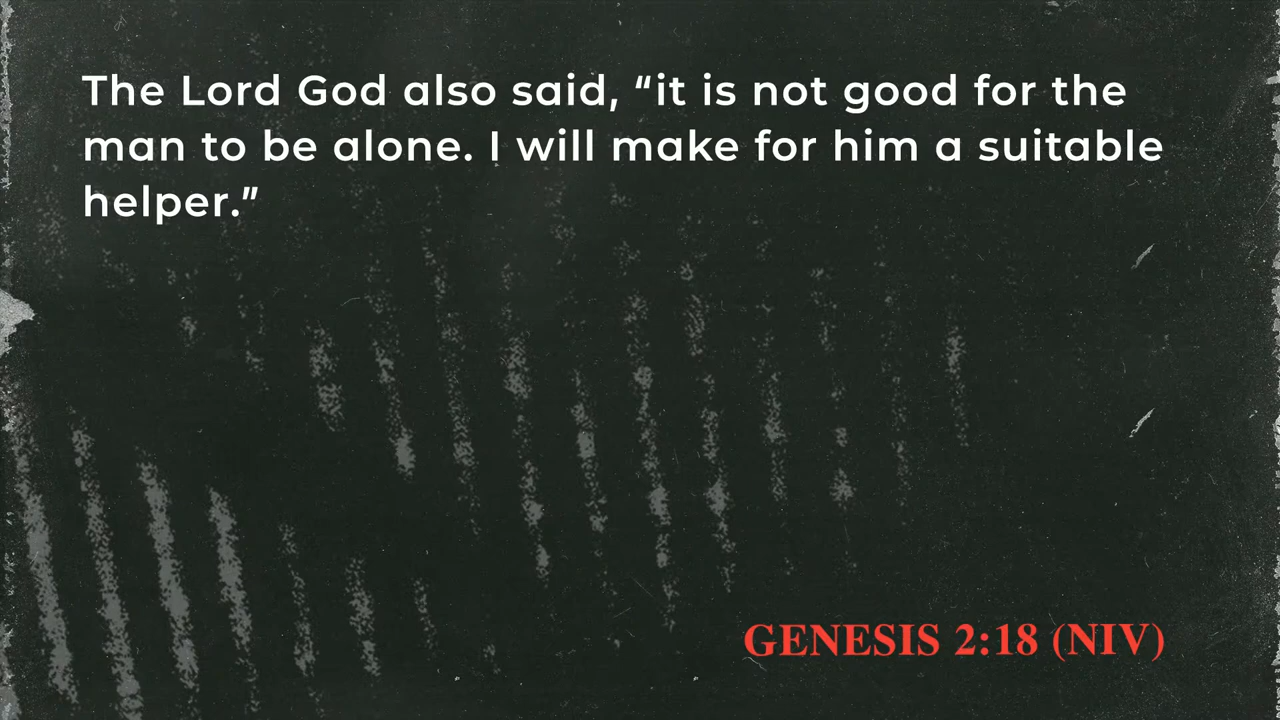 The Lord God also said, “it is not good for the
man to be alone. I will make for him a suitable
helper.”
GENESIS 2:18 (NIV)